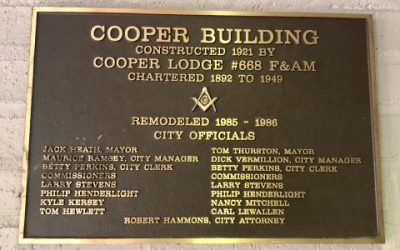 COOPER BUILDING
CONSTRUCTED 1921 BY
COOPER LODGE #668 F&AM
CHARTERED 1892 TO 1949
G
REMODELED 1985 - 1986
CITY OFFICIALS
JACK HEATH, MAYOR
MAURICE RAMSEY, CITY MANAGER
BETTY PERKINS, CITY CLERK
COMMISSIONERS
LARRY STEVENS
PHILIP HENDERLIGHT
KYLE KERSEY
TOM HEWLETT
TOM THURSTON, MAYOR
DICK VERMILLION, CITY MANAGER
BETTY PERKINS, CITY CLERK
COMMISSIONERS
LARRY STEVENS
PHILIP HENDERLIGHT
NANCY MITCHELL
CARL LEWALLEN
ROBERT HAMMONS, CITY ATTORNEY